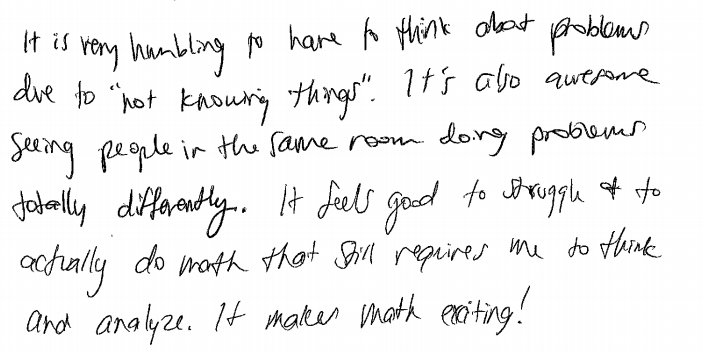 It is very humbling to have to think about problems
due to "not knowing things". It's also awesome
seeing people in the same room doing problems
totally differently. It feels good to struggle & to
actually do math that still requires me to think
and analyze. It makes math exciting!